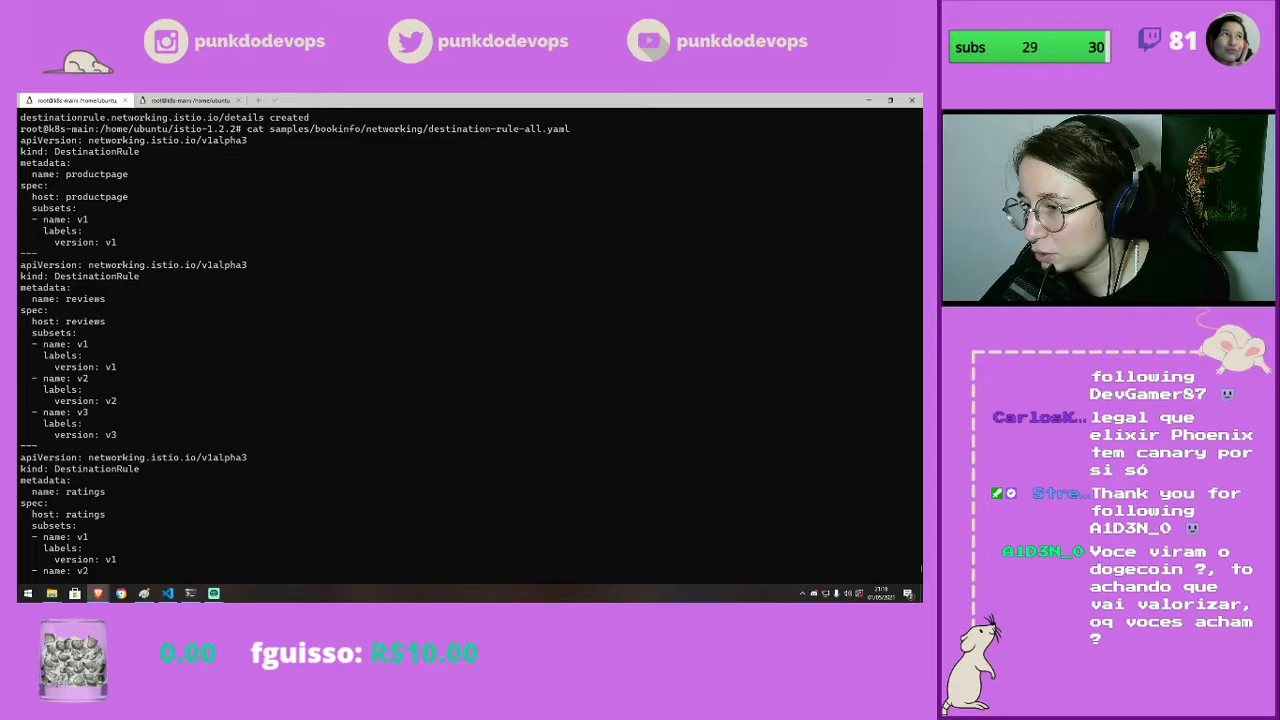 punkdodevops
punkdodevops
punkdodevops
subs 29 30
81
root@k8s-main: /home/ubuntu,
root@k8s-main: /home/ubuntu
destinationrule.networking.istio.io/details created
root@k8s-main:/home/ubuntu/istio-1.2.2# cat samples/bookinfo/networking/destination-rule-all.yaml
apiVersion: networking.istio.io/v1alpha3
kind: DestinationRule
metadata:
  name: productpage
spec:
  host: productpage
  subsets:
  - name: v1
    labels:
      version: v1
---
apiVersion: networking.istio.io/v1alpha3
kind: DestinationRule
metadata:
  name: reviews
spec:
  host: reviews
  subsets:
  - name: v1
    labels:
      version: v1
  - name: v2
    labels:
      version: v2
  - name: v3
    labels:
      version: v3
---
apiVersion: networking.istio.io/v1alpha3
kind: DestinationRule
metadata:
  name: ratings
spec:
  host: ratings
  subsets:
  - name: v1
    labels:
      version: v1
  - name: v2
01/05/2021
following
DevGamer87
CarlosK... legal que
elixir Phoenix
tem canary por
si só
Stre... Thank you for
following
A1D3N_0
A1D3N_0 Voce viram o
dogecoin ?, to
achando que
vai valorizar,
oq voces acham
?
0.00 fguisso: R$10.00